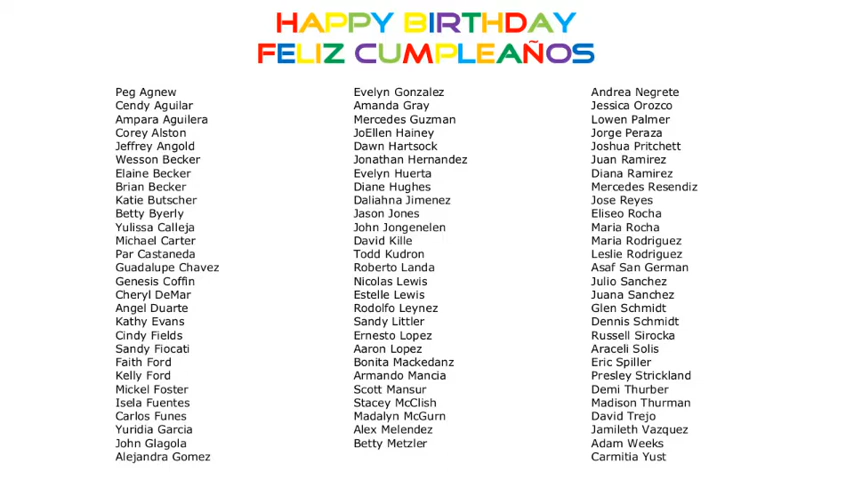 HAPPY BIRTHDAY
FELIZ CUMPLEAÑOS
Peg Agnew
Cendy Aguilar
Ampara Aguilera
Corey Alston
Jeffrey Angold
Wesson Becker
Elaine Becker
Brian Becker
Katie Butscher
Betty Byerly
Yulissa Calleja
Michael Carter
Par Castaneda
Guadalupe Chavez
Genesis Coffin
Cheryl DeMar
Angel Duarte
Kathy Evans
Cindy Fields
Sandy Fiocati
Faith Ford
Kelly Ford
Mickel Foster
Isela Fuentes
Carlos Funes
Yuridia Garcia
John Glagola
Alejandra Gomez
Evelyn Gonzalez
Amanda Gray
Mercedes Guzman
JoEllen Hainey
Dawn Hartsock
Jonathan Hernandez
Evelyn Huerta
Diane Hughes
Daliahna Jimenez
Jason Jones
John Jongenelen
David Kille
Todd Kudron
Roberto Landa
Nicolas Lewis
Estelle Lewis
Rodolfo Leynez
Sandy Littler
Ernesto Lopez
Aaron Lopez
Bonita Mackedanz
Armando Mancia
Scott Mansur
Stacey McClish
Madalyn McGurn
Alex Melendez
Betty Metzler
Andrea Negrete
Jessica Orozco
Lowen Palmer
Jorge Peraza
Joshua Pritchett
Juan Ramirez
Diana Ramirez
Mercedes Resendiz
Jose Reyes
Eliseo Rocha
Maria Rocha
Maria Rodriguez
Leslie Rodriguez
Asaf San German
Julio Sanchez
Juana Sanchez
Glen Schmidt
Dennis Schmidt
Russell Sirocka
Araceli Solis
Eric Spiller
Presley Strickland
Demi Thurber
Madison Thurman
David Trejo
Jamileth Vazquez
Adam Weeks
Carmitia Yust